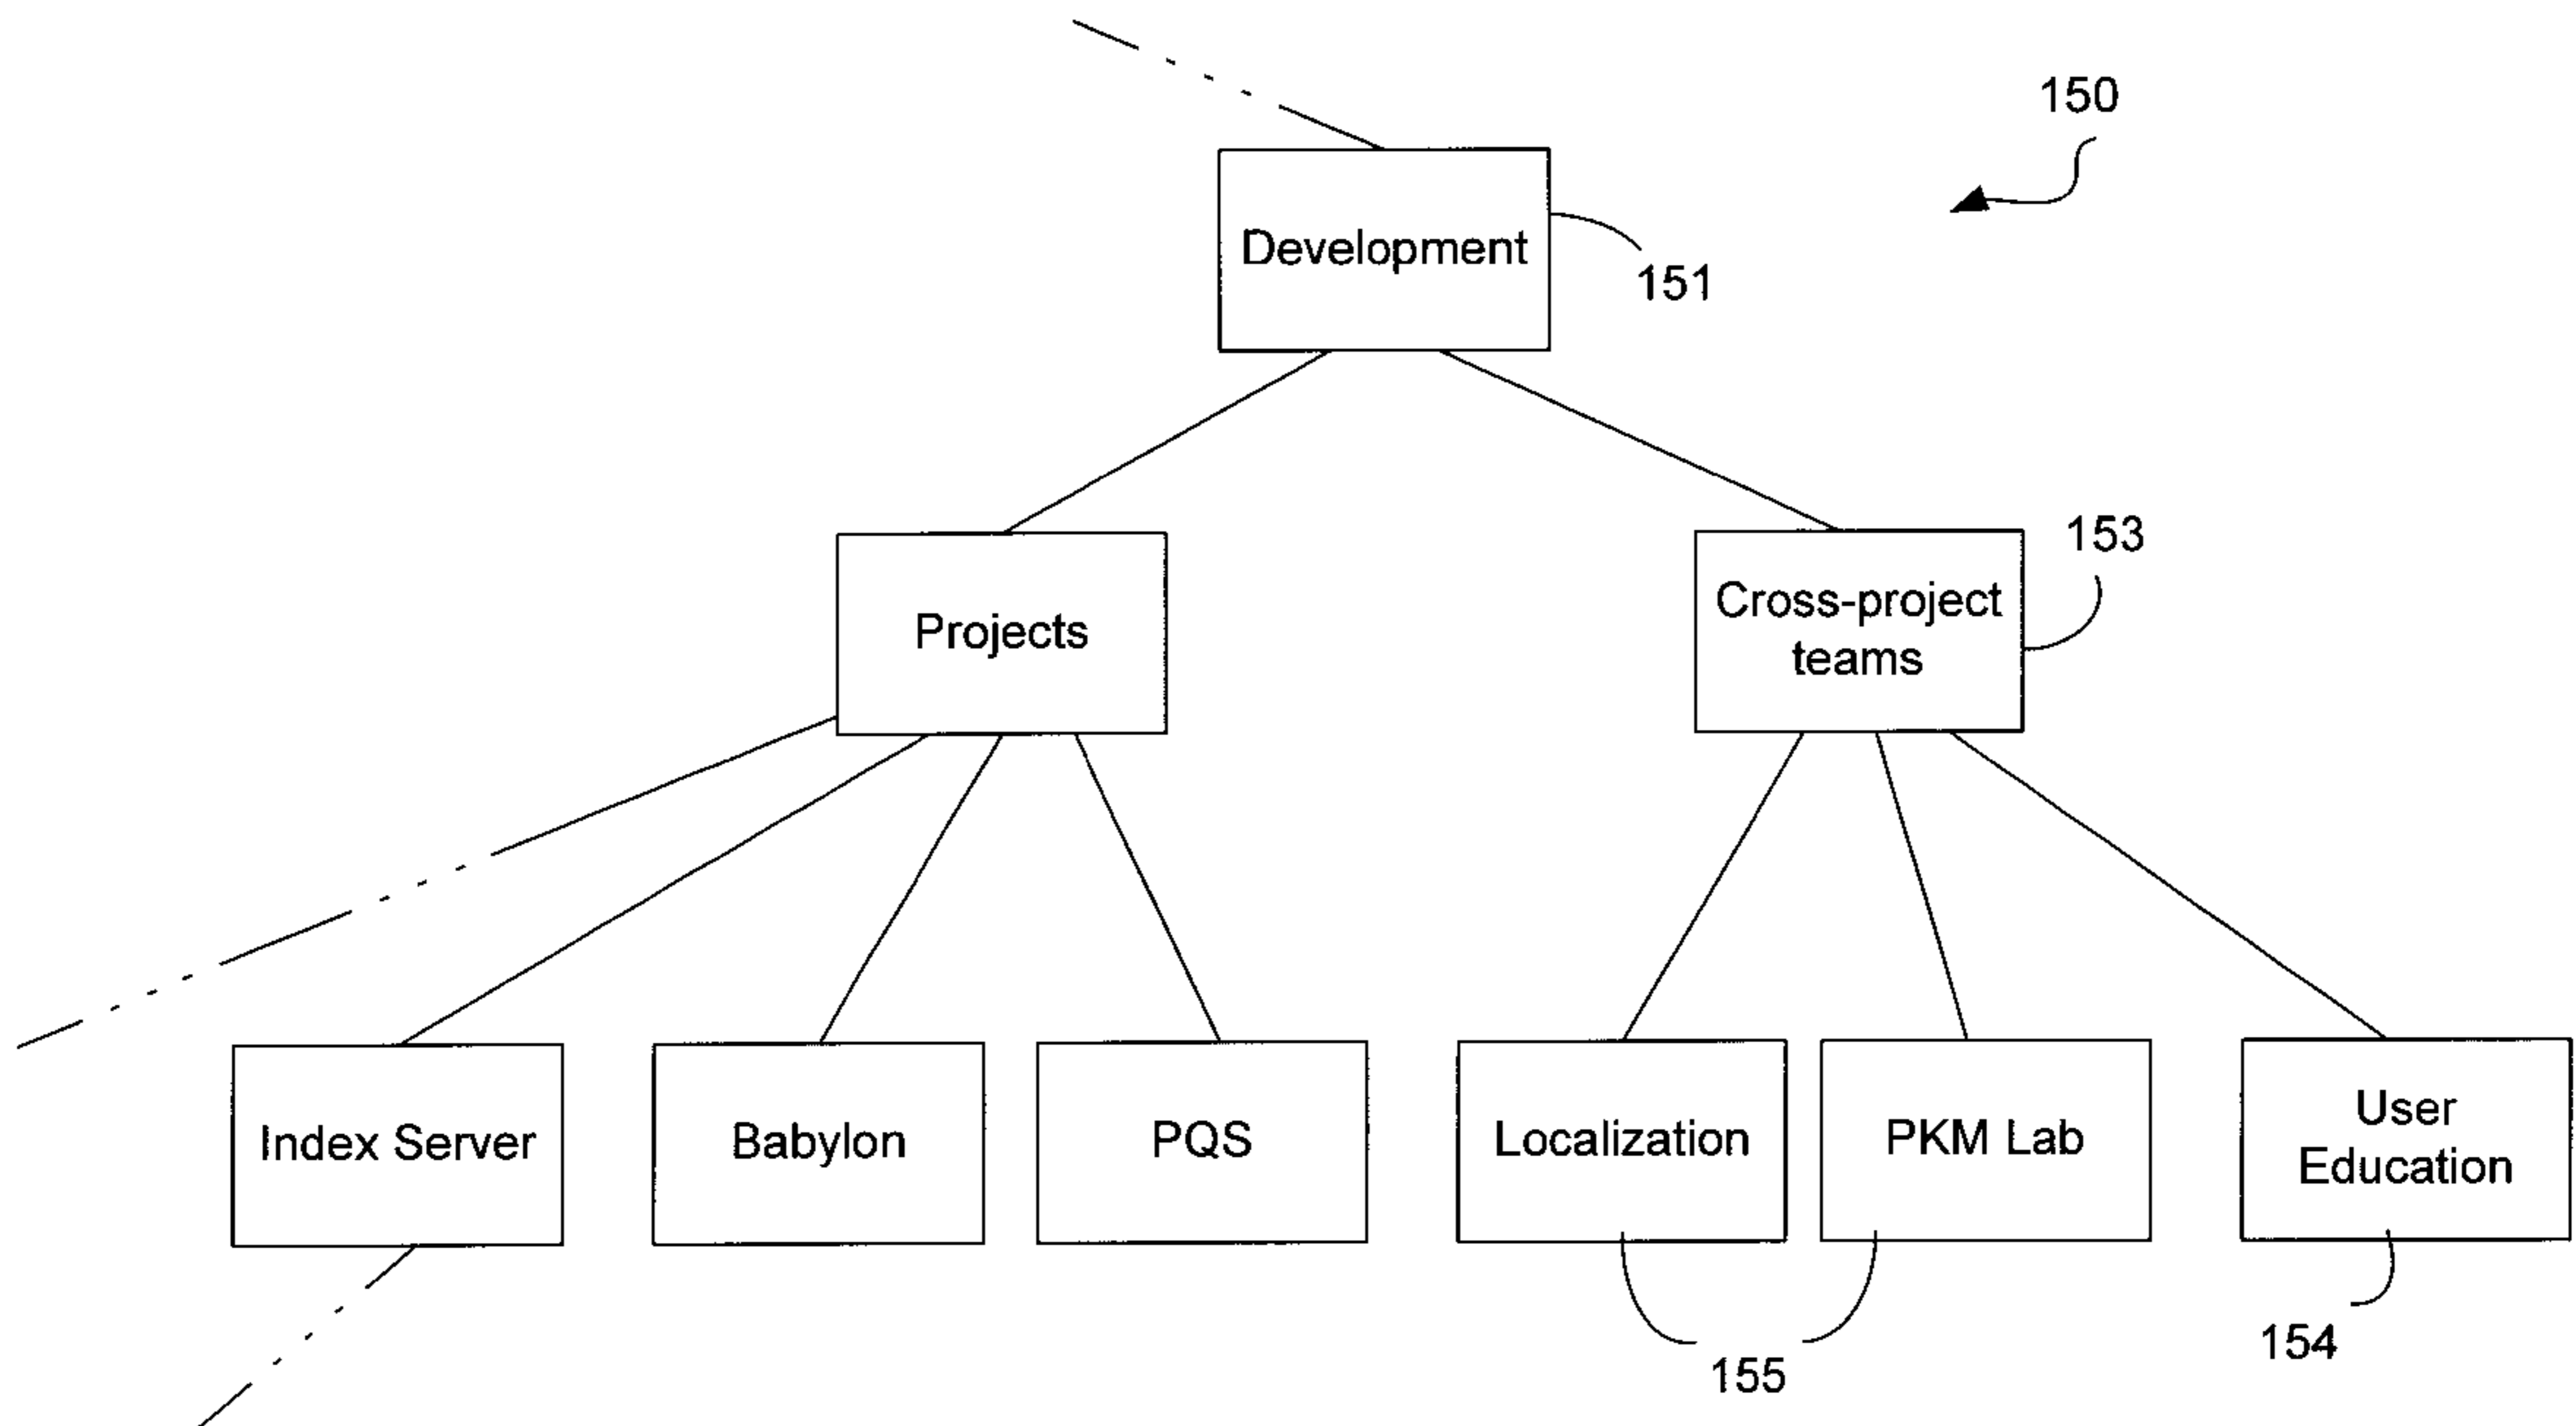 150
Development
151
153
Projects
Cross-project
teams
Index Server
Babylon
PQS
Localization
PKM Lab
User
Education
155
154